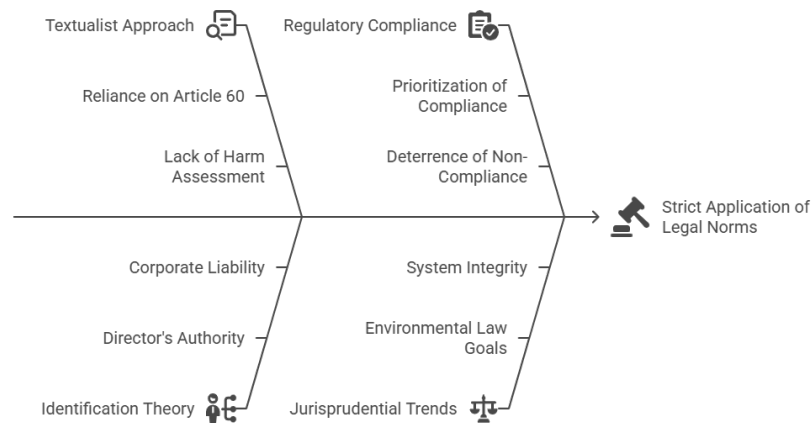 Textualist Approach
Reliance on Article 60
Lack of Harm
Assessment
Regulatory Compliance
Prioritization of
Compliance
Deterrence of Non-
Compliance
Strict Application of
Legal Norms
Corporate Liability
Director's Authority
Identification Theory
System Integrity
Environmental Law
Goals
Jurisprudential Trends